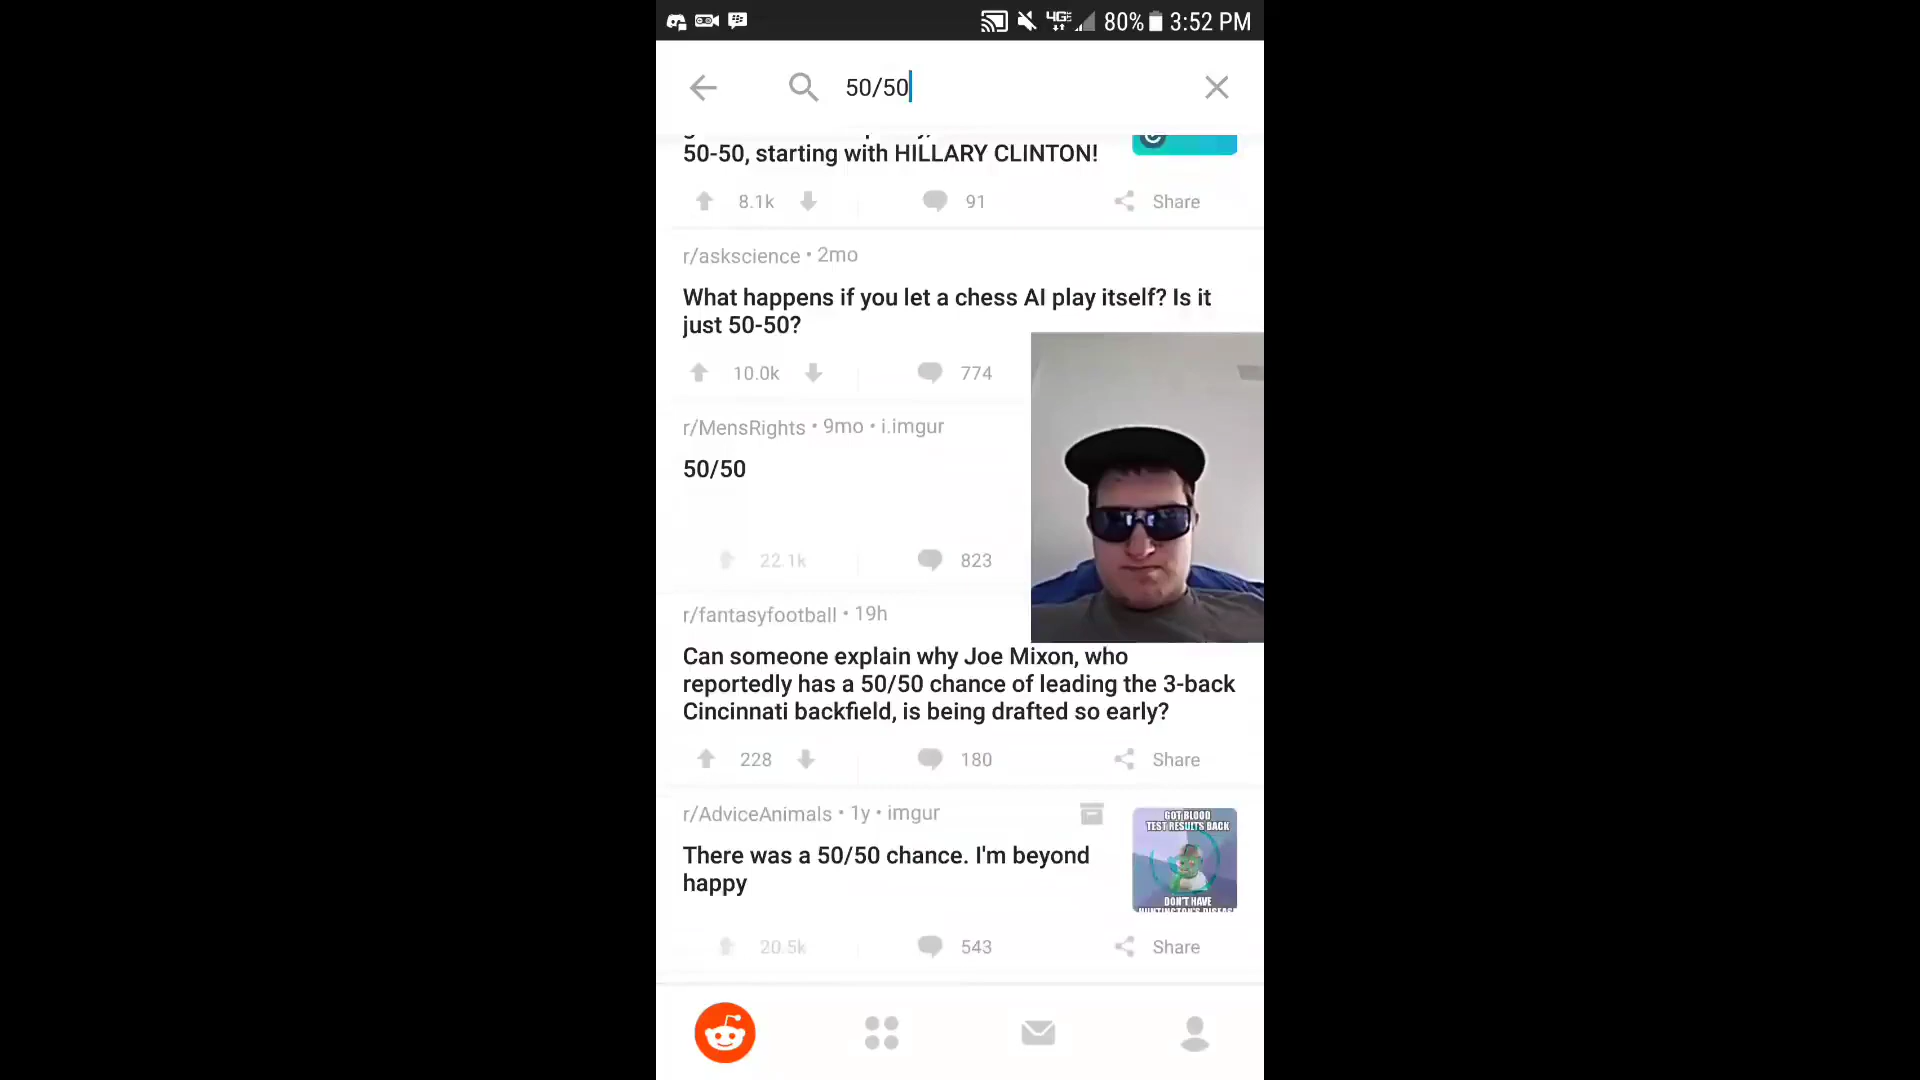 80% 3:52 PM
50/50
50-50, starting with HILLARY CLINTON!
8.1k 91 Share
r/askscience • 2mo
What happens if you let a chess AI play itself? Is it
just 50-50?
10.0k 774
r/MensRights • 9mo • i.imgur
50/50
22.1k 823
r/fantasyfootball • 19h
Can someone explain why Joe Mixon, who
reportedly has a 50/50 chance of leading the 3-back
Cincinnati backfield, is being drafted so early?
228 180 Share
r/AdviceAnimals • 1y • imgur
GOT BLOOD
TEST RESULTS BACK
There was a 50/50 chance. I'm beyond
happy
DON'T HAVE
20.5k 543 Share